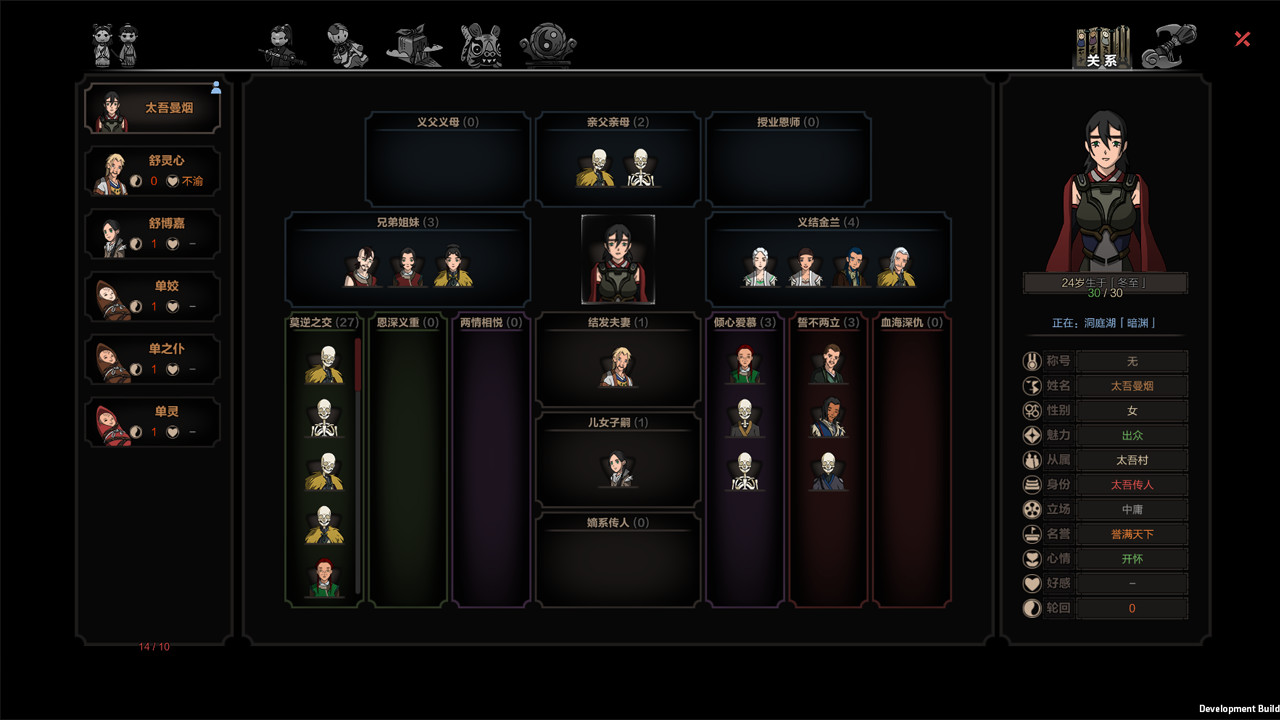 关系
太吾曼烟
舒灵心
0 不渝
舒博嘉
1 –
单姣
1 –
单之仆
1 –
单灵
1 –
14 / 10
义父义母 (0)
亲父亲母 (2)
授业恩师 (0)
兄弟姐妹 (3)
义结金兰 (4)
莫逆之交 (27)
恩深义重 (0)
两情相悦 (0)
结发夫妻 (1)
倾心爱慕 (3)
誓不两立 (3)
血海深仇 (0)
儿女子嗣 (1)
嫡系传人 (0)
24岁生于「冬至」
30 / 30
正在：洞庭湖「暗渊」
称号 无
姓名 太吾曼烟
性别 女
魅力 出众
从属 太吾村
身份 太吾传人
立场 中庸
名誉 誉满天下
心情 开怀
好感 –
轮回 0
Development Build